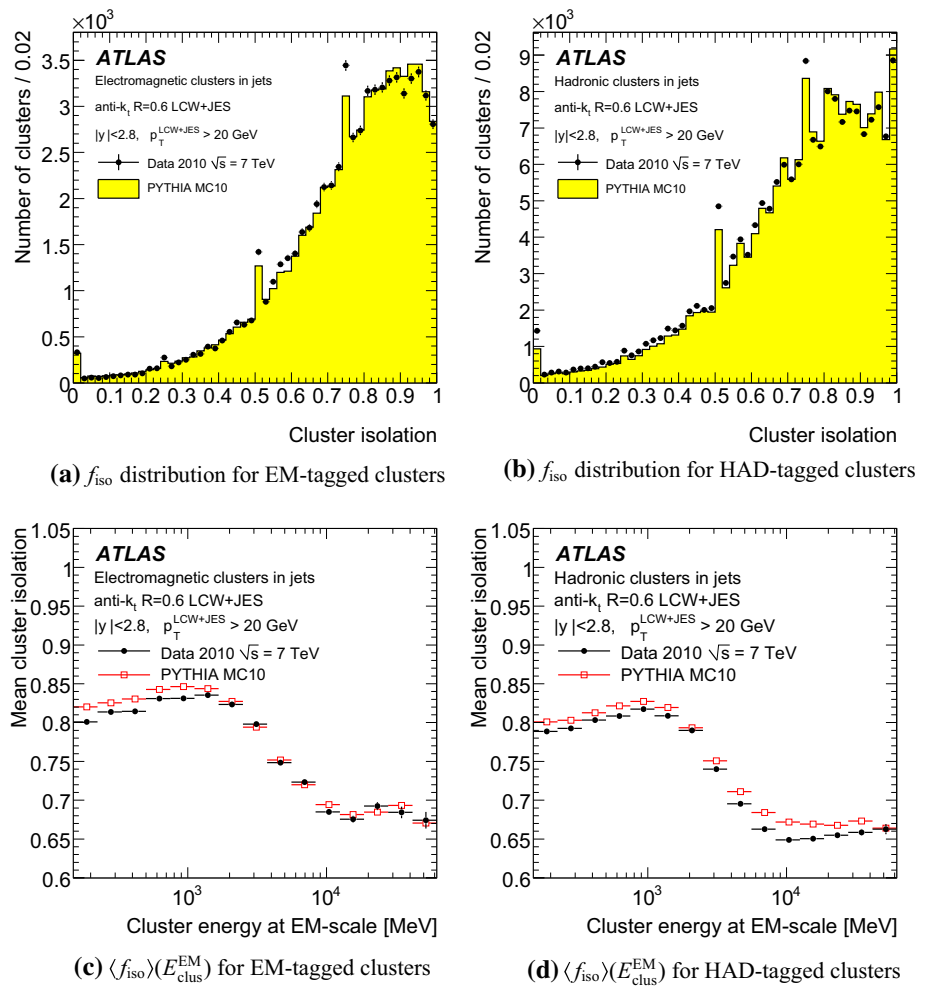 ×10³
Number of clusters / 0.02
3.5
3
2.5
2
1.5
1
0.5
0
ATLAS
Electromagnetic clusters in jets
anti-kt R=0.6 LCW+JES
|y|<2.8, pT^LCW+JES > 20 GeV
Data 2010 √s = 7 TeV
PYTHIA MC10
0 0.1 0.2 0.3 0.4 0.5 0.6 0.7 0.8 0.9 1
Cluster isolation
(a) fiso distribution for EM-tagged clusters
×10³
Number of clusters / 0.02
9
8
7
6
5
4
3
2
1
0
ATLAS
Hadronic clusters in jets
anti-kt R=0.6 LCW+JES
|y|<2.8, pT^LCW+JES > 20 GeV
Data 2010 √s = 7 TeV
PYTHIA MC10
0 0.1 0.2 0.3 0.4 0.5 0.6 0.7 0.8 0.9 1
Cluster isolation
(b) fiso distribution for HAD-tagged clusters
Mean cluster isolation
1.05
1
0.95
0.9
0.85
0.8
0.75
0.7
0.65
0.6
ATLAS
Electromagnetic clusters in jets
anti-kt R=0.6 LCW+JES
|y|<2.8, pT^LCW+JES > 20 GeV
Data 2010 √s = 7 TeV
PYTHIA MC10
10³ 10⁴
Cluster energy at EM-scale [MeV]
(c) ⟨fiso⟩(E^EM_clus) for EM-tagged clusters
Mean cluster isolation
1.05
1
0.95
0.9
0.85
0.8
0.75
0.7
0.65
0.6
ATLAS
Hadronic clusters in jets
anti-kt R=0.6 LCW+JES
|y|<2.8, pT^LCW+JES > 20 GeV
Data 2010 √s = 7 TeV
PYTHIA MC10
10³ 10⁴
Cluster energy at EM-scale [MeV]
(d) ⟨fiso⟩(E^EM_clus) for HAD-tagged clusters